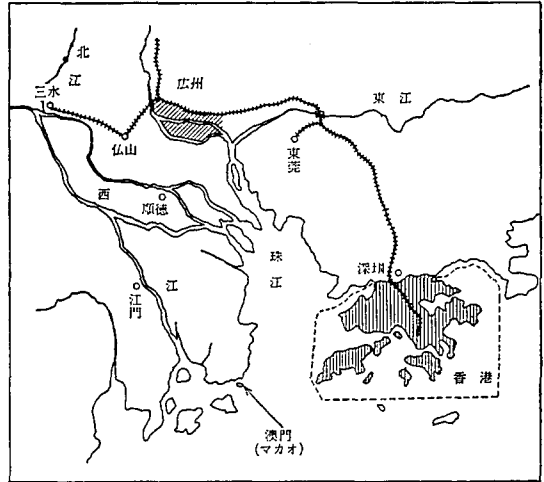 北江
三水
広州
東江
仏山
東莞
西江
順徳
珠江
深圳
江門
香港
澳門
(マカオ)